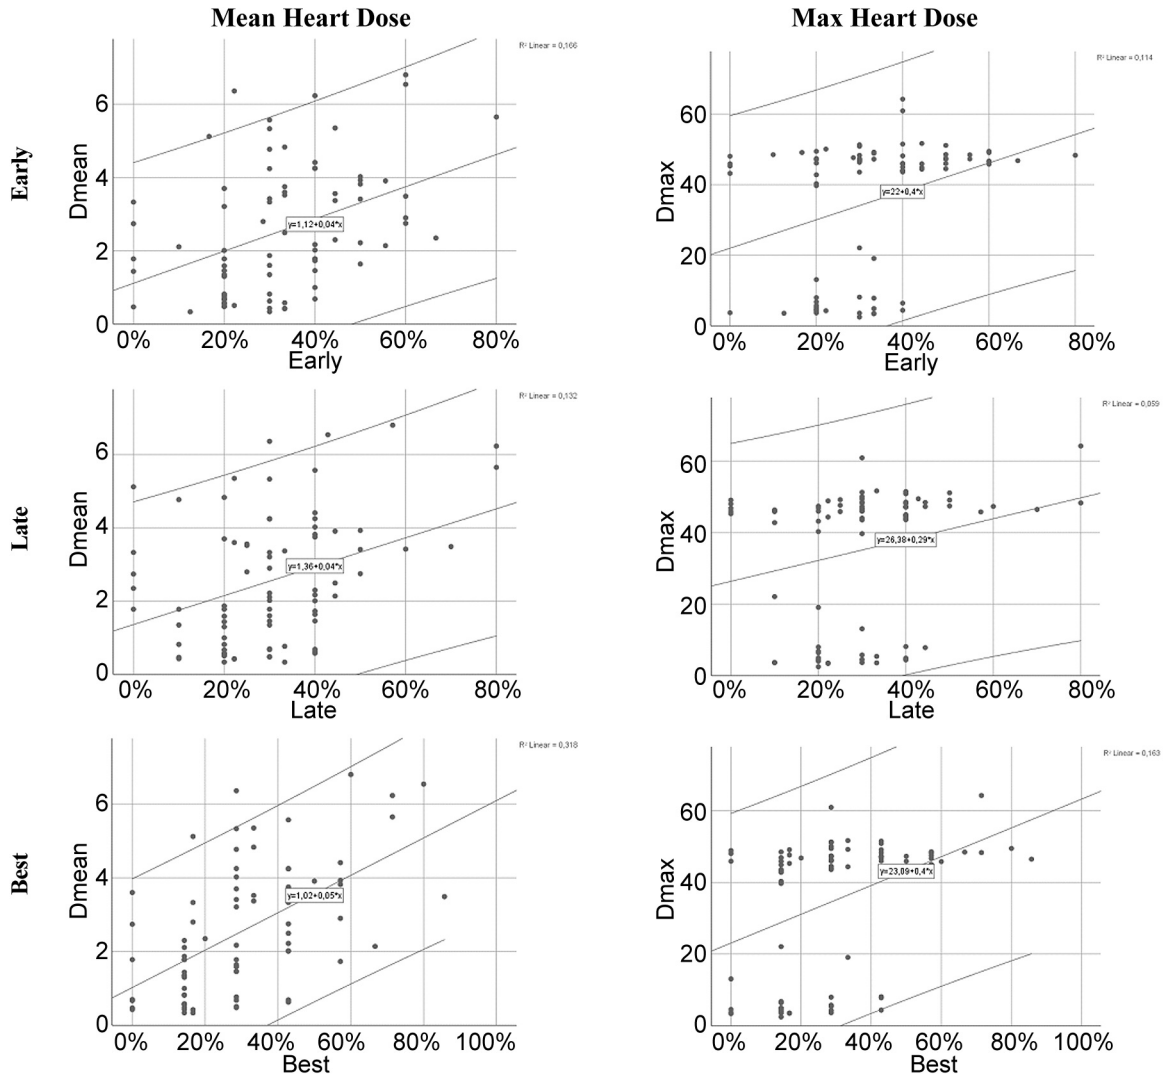 Mean Heart Dose
Max Heart Dose
Early
Dmean
6
4
2
0
R² Linear = 0,166
y=1,12+0,04*x
0% 20% 40% 60% 80%
Early
Dmax
60
40
20
0
R² Linear = 0,114
y=22+0,4*x
0% 20% 40% 60% 80%
Early
Late
Dmean
6
4
2
0
R² Linear = 0,132
y=1,36+0,04*x
0% 20% 40% 60% 80%
Late
Dmax
60
40
20
0
R² Linear = 0,059
y=26,38+0,29*x
0% 20% 40% 60% 80%
Late
Best
Dmean
6
4
2
0
R² Linear = 0,318
y=1,02+0,05*x
0% 20% 40% 60% 80% 100%
Best
Dmax
60
40
20
0
R² Linear = 0,163
y=23,09+0,4*x
0% 20% 40% 60% 80% 100%
Best